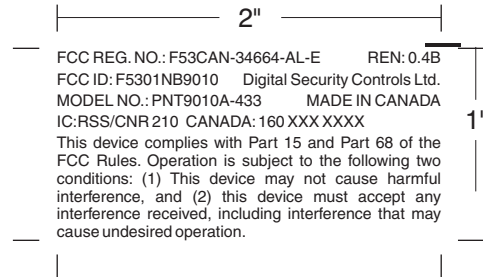 2"
FCC REG. NO.: F53CAN-34664-AL-E REN: 0.4B
FCC ID: F5301NB9010 Digital Security Controls Ltd.
MODEL NO.: PNT9010A-433 MADE IN CANADA
IC:RSS/CNR 210 CANADA: 160 XXX XXXX
1"
This device complies with Part 15 and Part 68 of the
FCC Rules. Operation is subject to the following two
conditions: (1) This device may not cause harmful
interference, and (2) this device must accept any
interference received, including interference that may
cause undesired operation.